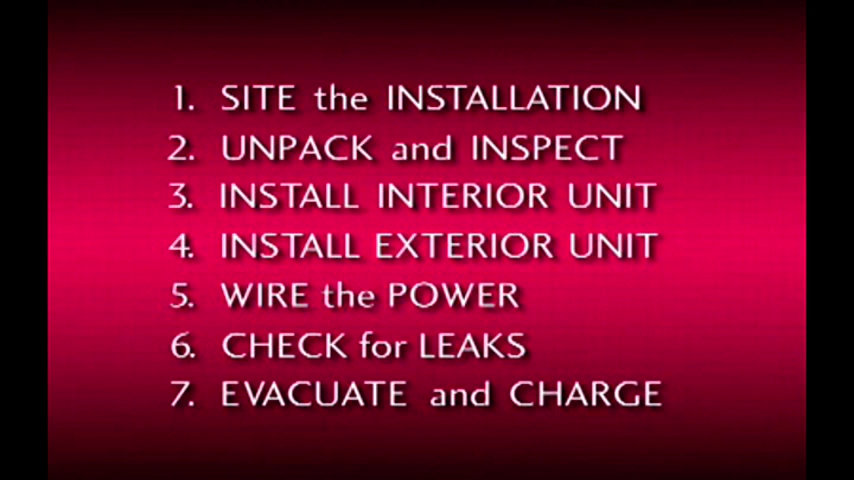 1. SITE the INSTALLATION
2. UNPACK and INSPECT
3. INSTALL INTERIOR UNIT
4. INSTALL EXTERIOR UNIT
5. WIRE the POWER
6. CHECK for LEAKS
7. EVACUATE and CHARGE